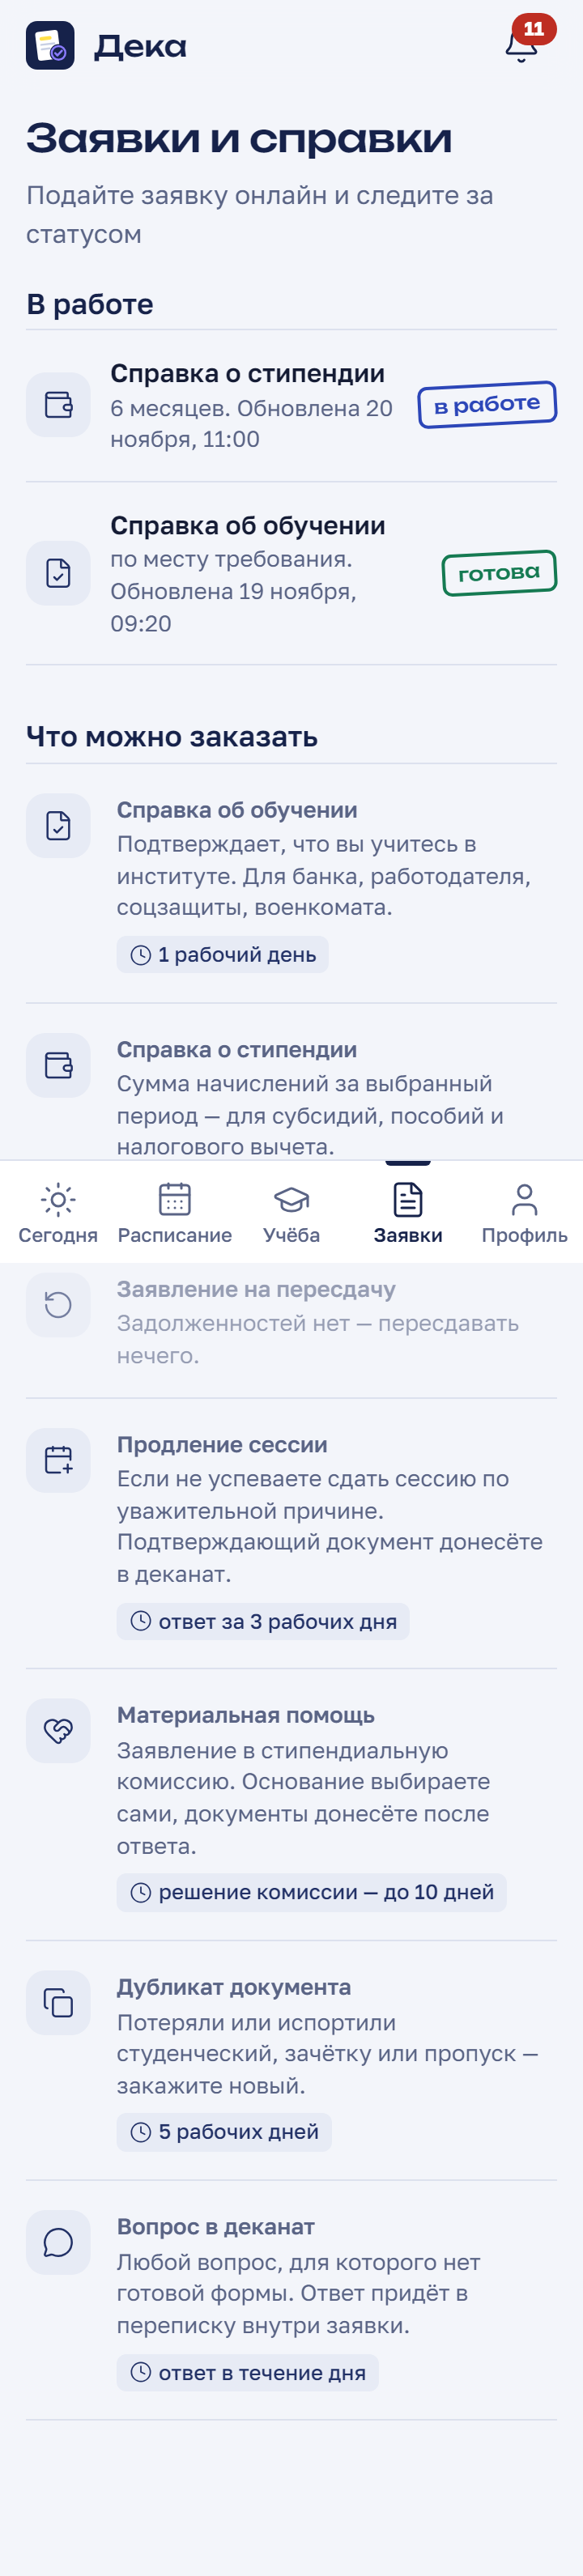 Дека
11
Заявки и справки
Подайте заявку онлайн и следите за
статусом
В работе
Справка о стипендии
6 месяцев. Обновлена 20
ноября, 11:00
в работе
Справка об обучении
по месту требования.
Обновлена 19 ноября,
09:20
готова
Что можно заказать
Справка об обучении
Подтверждает, что вы учитесь в
институте. Для банка, работодателя,
соцзащиты, военкомата.
1 рабочий день
Справка о стипендии
Сумма начислений за выбранный
период — для субсидий, пособий и
налогового вычета.
Сегодня
Расписание
Учёба
Заявки
Профиль
Заявление на пересдачу
Задолженностей нет — пересдавать
нечего.
Продление сессии
Если не успеваете сдать сессию по
уважительной причине.
Подтверждающий документ донесёте
в деканат.
ответ за 3 рабочих дня
Материальная помощь
Заявление в стипендиальную
комиссию. Основание выбираете
сами, документы донесёте после
ответа.
решение комиссии — до 10 дней
Дубликат документа
Потеряли или испортили
студенческий, зачётку или пропуск —
закажите новый.
5 рабочих дней
Вопрос в деканат
Любой вопрос, для которого нет
готовой формы. Ответ придёт в
переписку внутри заявки.
ответ в течение дня